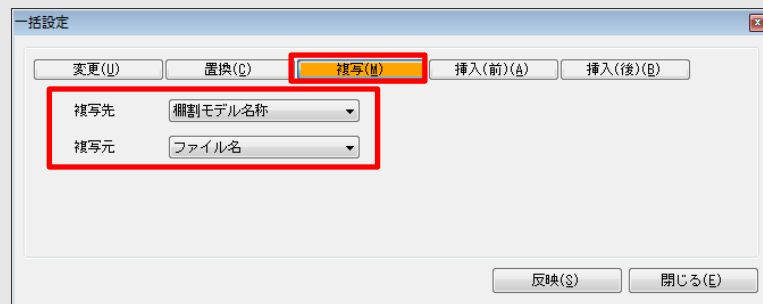 一括設定
変更(U) 置換(C) 複写(M) 挿入(前)(A) 挿入(後)(B)
複写先 棚割モデル名称
複写元 ファイル名
反映(S) 閉じる(E)